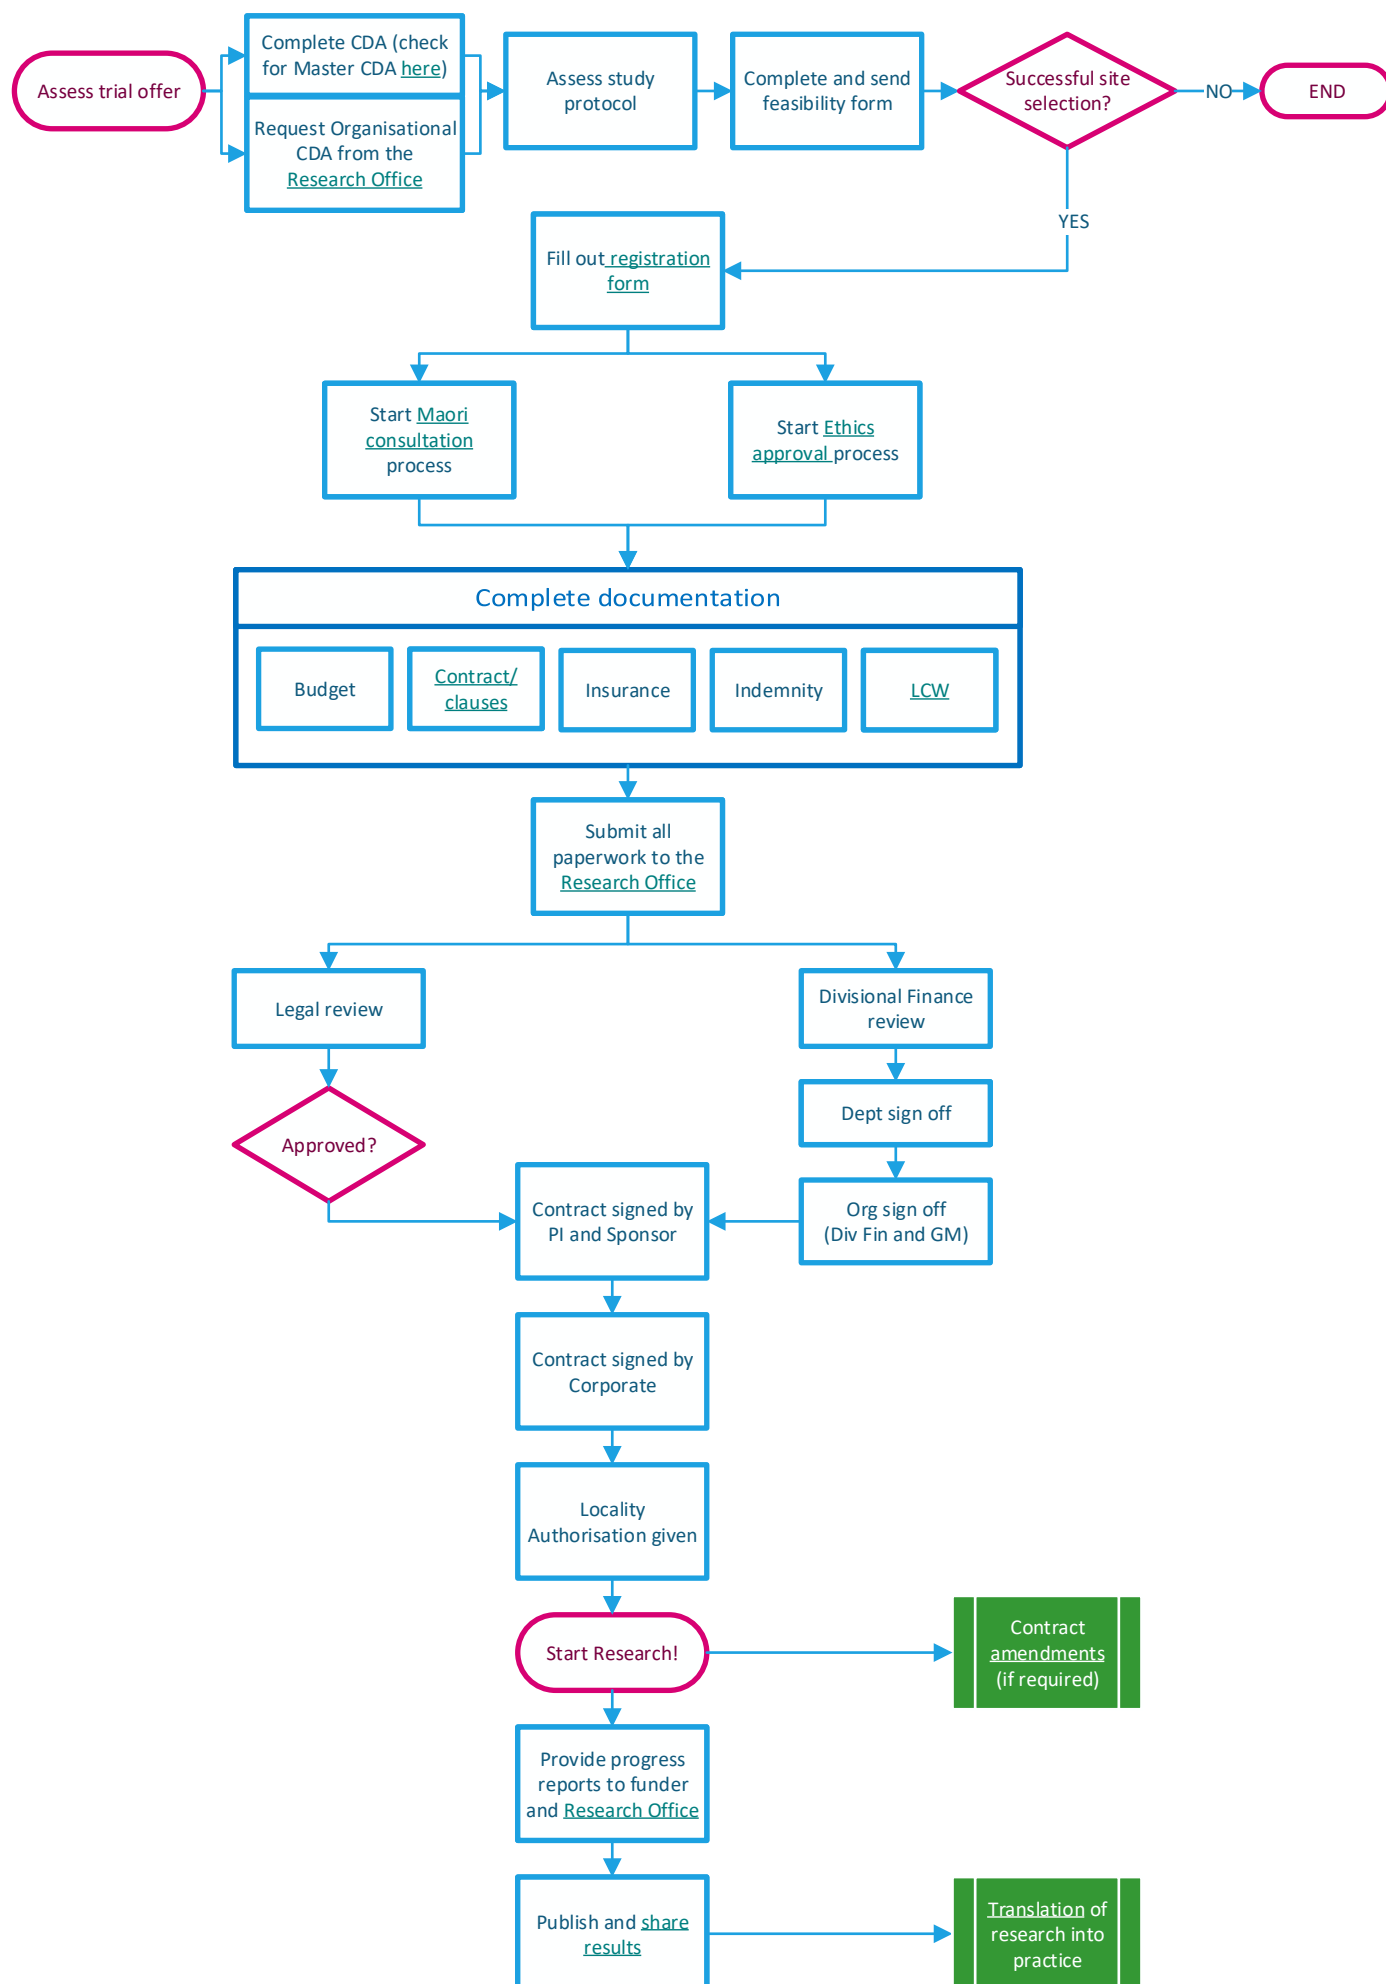 Assess trial offer
Complete CDA (check
for Master CDA here)
Request Organisational
CDA from the
Research Office
Assess study
protocol
Complete and send
feasibility form
Successful site
selection?
NO
END
YES
Fill out registration
form
Start Maori
consultation
process
Start Ethics
approval process
Complete documentation
Budget
Contract/
clauses
Insurance
Indemnity
LCW
Submit all
paperwork to the
Research Office
Legal review
Divisional Finance
review
Dept sign off
Approved?
Org sign off
(Div Fin and GM)
Contract signed by
PI and Sponsor
Contract signed by
Corporate
Locality
Authorisation given
Start Research!
Contract
amendments
(if required)
Provide progress
reports to funder
and Research Office
Publish and share
results
Translation of
research into
practice